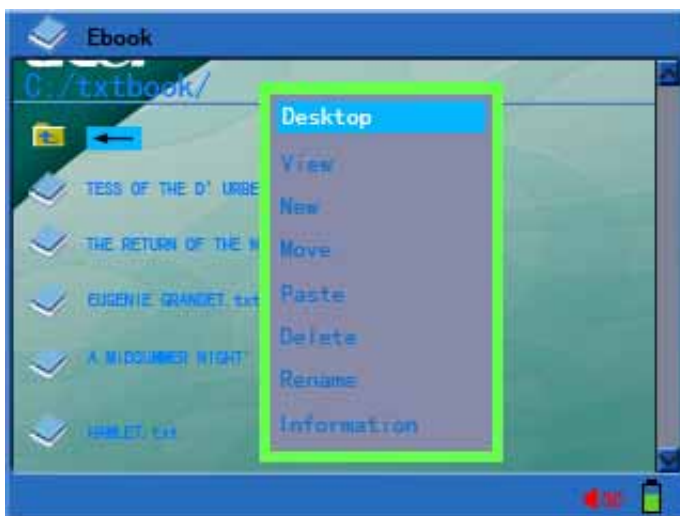 Ebook
C:/txtbook/
TESS OF THE D' URBE
THE RETURN OF THE N
EUGENIE GRANDET.txt
A MIDSUMMER NIGHT'
HAMLET.txt
Desktop
View
New
Move
Paste
Delete
Rename
Information